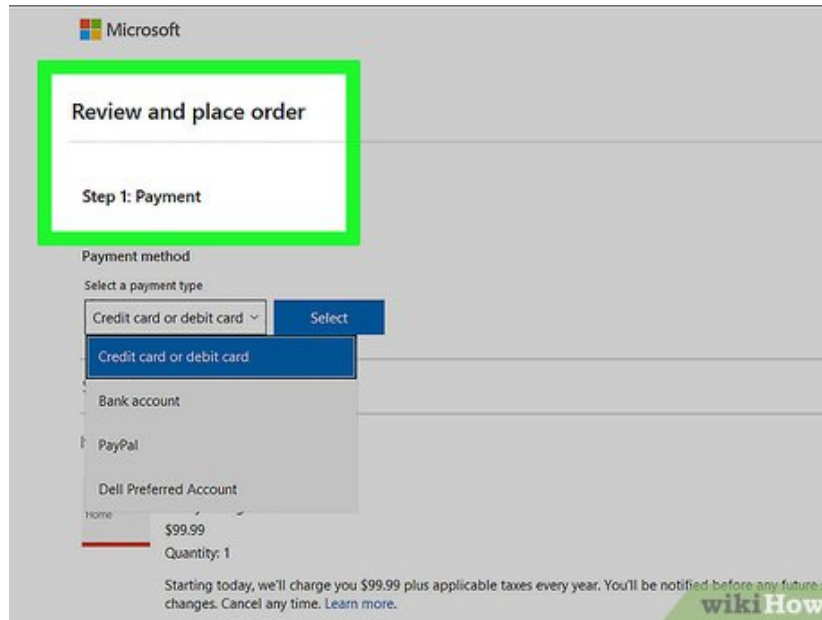 Microsoft
Review and place order
Step 1: Payment
Payment method
Select a payment type
Credit card or debit card
Select
Credit card or debit card
Bank account
PayPal
Dell Preferred Account
Home
$99.99
Quantity: 1
Starting today, we'll charge you $99.99 plus applicable taxes every year. You'll be notified before any future
changes. Cancel any time. Learn more.
wikiHow